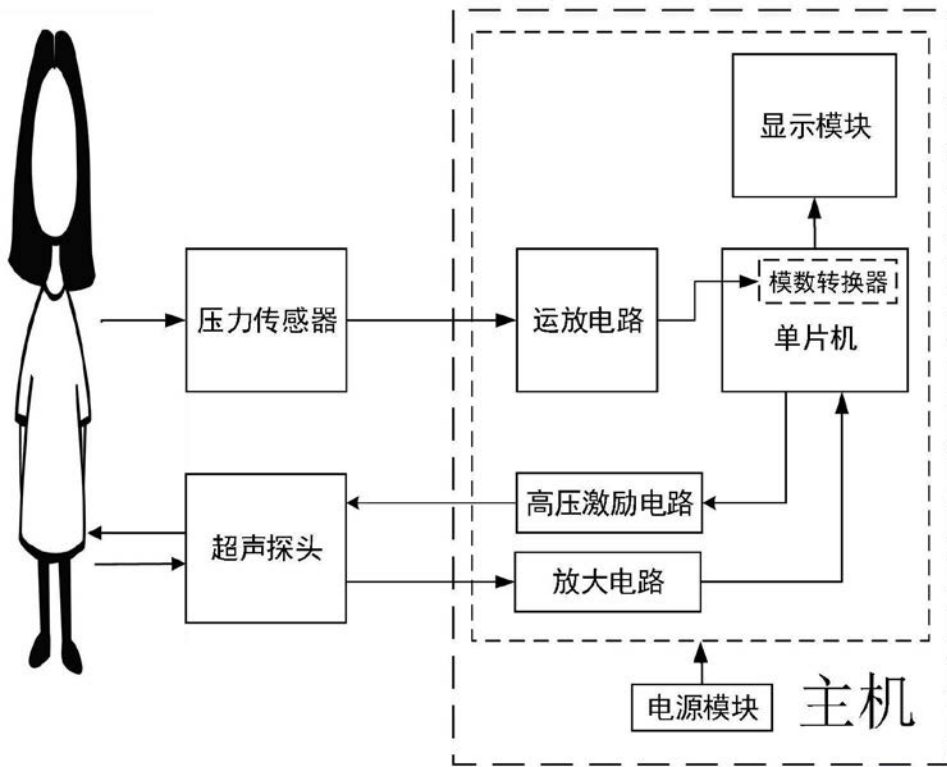 显示模块
模数转换器
压力传感器
运放电路
单片机
高压激励电路
超声探头
放大电路
电源模块
主机